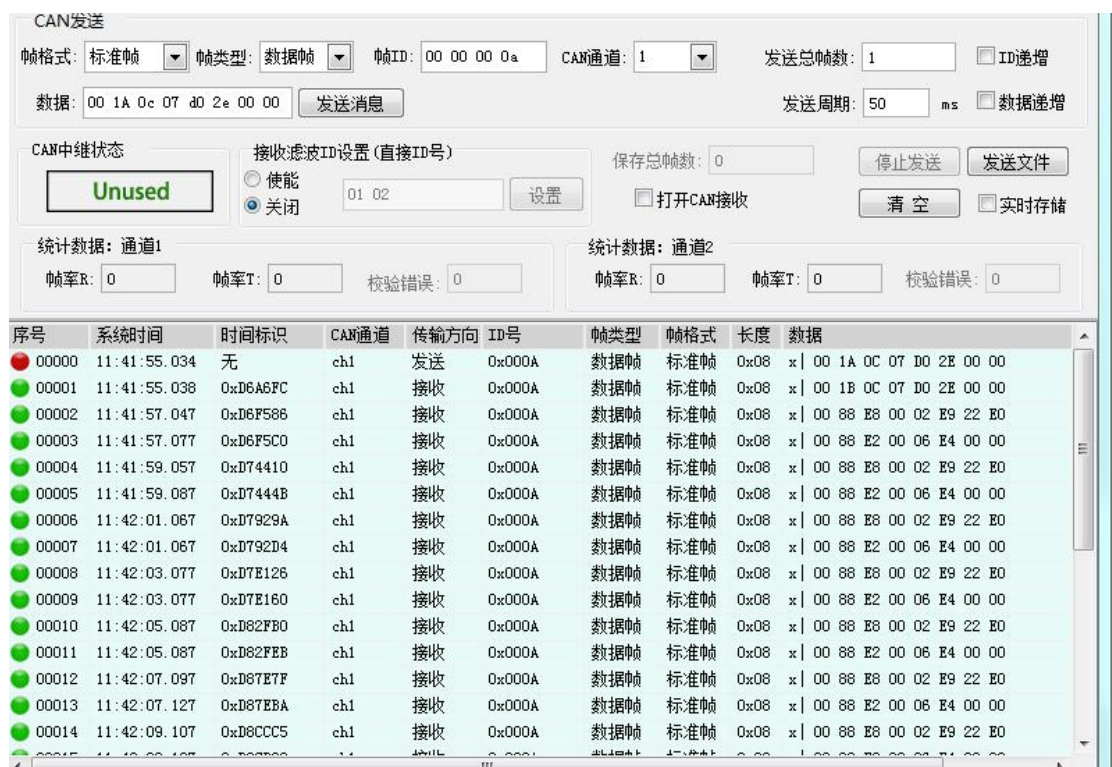 CAN发送
帧格式: 标准帧 帧类型: 数据帧 帧ID: 00 00 00 0a CAN通道: 1 发送总帧数: 1 ID递增
数据: 00 1A 0c 07 d0 2e 00 00 发送消息 发送周期: 50 ms 数据递增
CAN中继状态 接收滤波ID设置(直接ID号)
Unused 使能 关闭 01 02 设置 保存总帧数: 0 停止发送 发送文件
打开CAN接收 清 空 实时存储
统计数据: 通道1 统计数据: 通道2
帧率R: 0 帧率T: 0 校验错误: 0 帧率R: 0 帧率T: 0 校验错误: 0
序号 系统时间 时间标识 CAN通道 传输方向 ID号 帧类型 帧格式 长度 数据
00000 11:41:55.034 无 ch1 发送 0x000A 数据帧 标准帧 0x08 x| 00 1A 0C 07 D0 2E 00 00
00001 11:41:55.038 0xD6A6FC ch1 接收 0x000A 数据帧 标准帧 0x08 x| 00 1B 0C 07 D0 2E 00 00
00002 11:41:57.047 0xD6F586 ch1 接收 0x000A 数据帧 标准帧 0x08 x| 00 88 E8 00 02 E9 22 E0
00003 11:41:57.077 0xD6F5C0 ch1 接收 0x000A 数据帧 标准帧 0x08 x| 00 88 E2 00 06 E4 00 00
00004 11:41:59.057 0xD74410 ch1 接收 0x000A 数据帧 标准帧 0x08 x| 00 88 E8 00 02 E9 22 E0
00005 11:41:59.087 0xD7444B ch1 接收 0x000A 数据帧 标准帧 0x08 x| 00 88 E2 00 06 E4 00 00
00006 11:42:01.067 0xD7929A ch1 接收 0x000A 数据帧 标准帧 0x08 x| 00 88 E8 00 02 E9 22 E0
00007 11:42:01.067 0xD792D4 ch1 接收 0x000A 数据帧 标准帧 0x08 x| 00 88 E2 00 06 E4 00 00
00008 11:42:03.077 0xD7E126 ch1 接收 0x000A 数据帧 标准帧 0x08 x| 00 88 E8 00 02 E9 22 E0
00009 11:42:03.077 0xD7E160 ch1 接收 0x000A 数据帧 标准帧 0x08 x| 00 88 E2 00 06 E4 00 00
00010 11:42:05.087 0xD82FB0 ch1 接收 0x000A 数据帧 标准帧 0x08 x| 00 88 E8 00 02 E9 22 E0
00011 11:42:05.087 0xD82FEB ch1 接收 0x000A 数据帧 标准帧 0x08 x| 00 88 E2 00 06 E4 00 00
00012 11:42:07.097 0xD87E7F ch1 接收 0x000A 数据帧 标准帧 0x08 x| 00 88 E8 00 02 E9 22 E0
00013 11:42:07.127 0xD87EBA ch1 接收 0x000A 数据帧 标准帧 0x08 x| 00 88 E2 00 06 E4 00 00
00014 11:42:09.107 0xD8CCC5 ch1 接收 0x000A 数据帧 标准帧 0x08 x| 00 88 E8 00 02 E9 22 E0